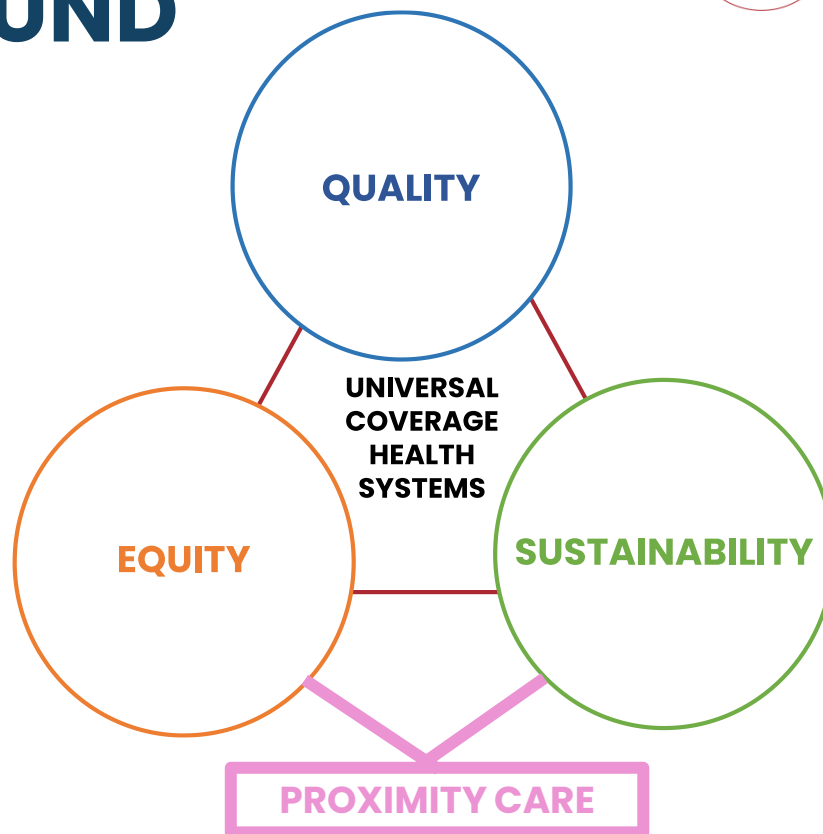 UND
QUALITY
UNIVERSAL
COVERAGE
HEALTH
SYSTEMS
EQUITY
SUSTAINABILITY
PROXIMITY CARE